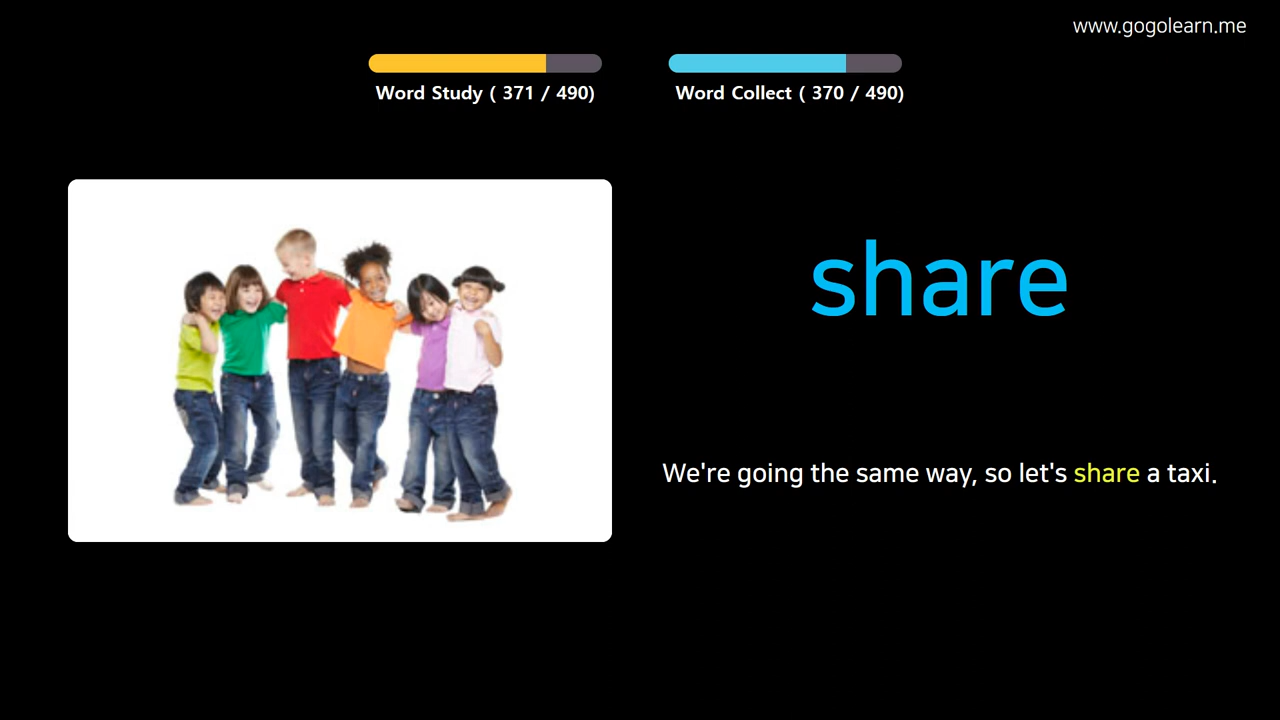 www.gogolearn.me
Word Study ( 371 / 490)
Word Collect ( 370 / 490)
share
We're going the same way, so let's share a taxi.